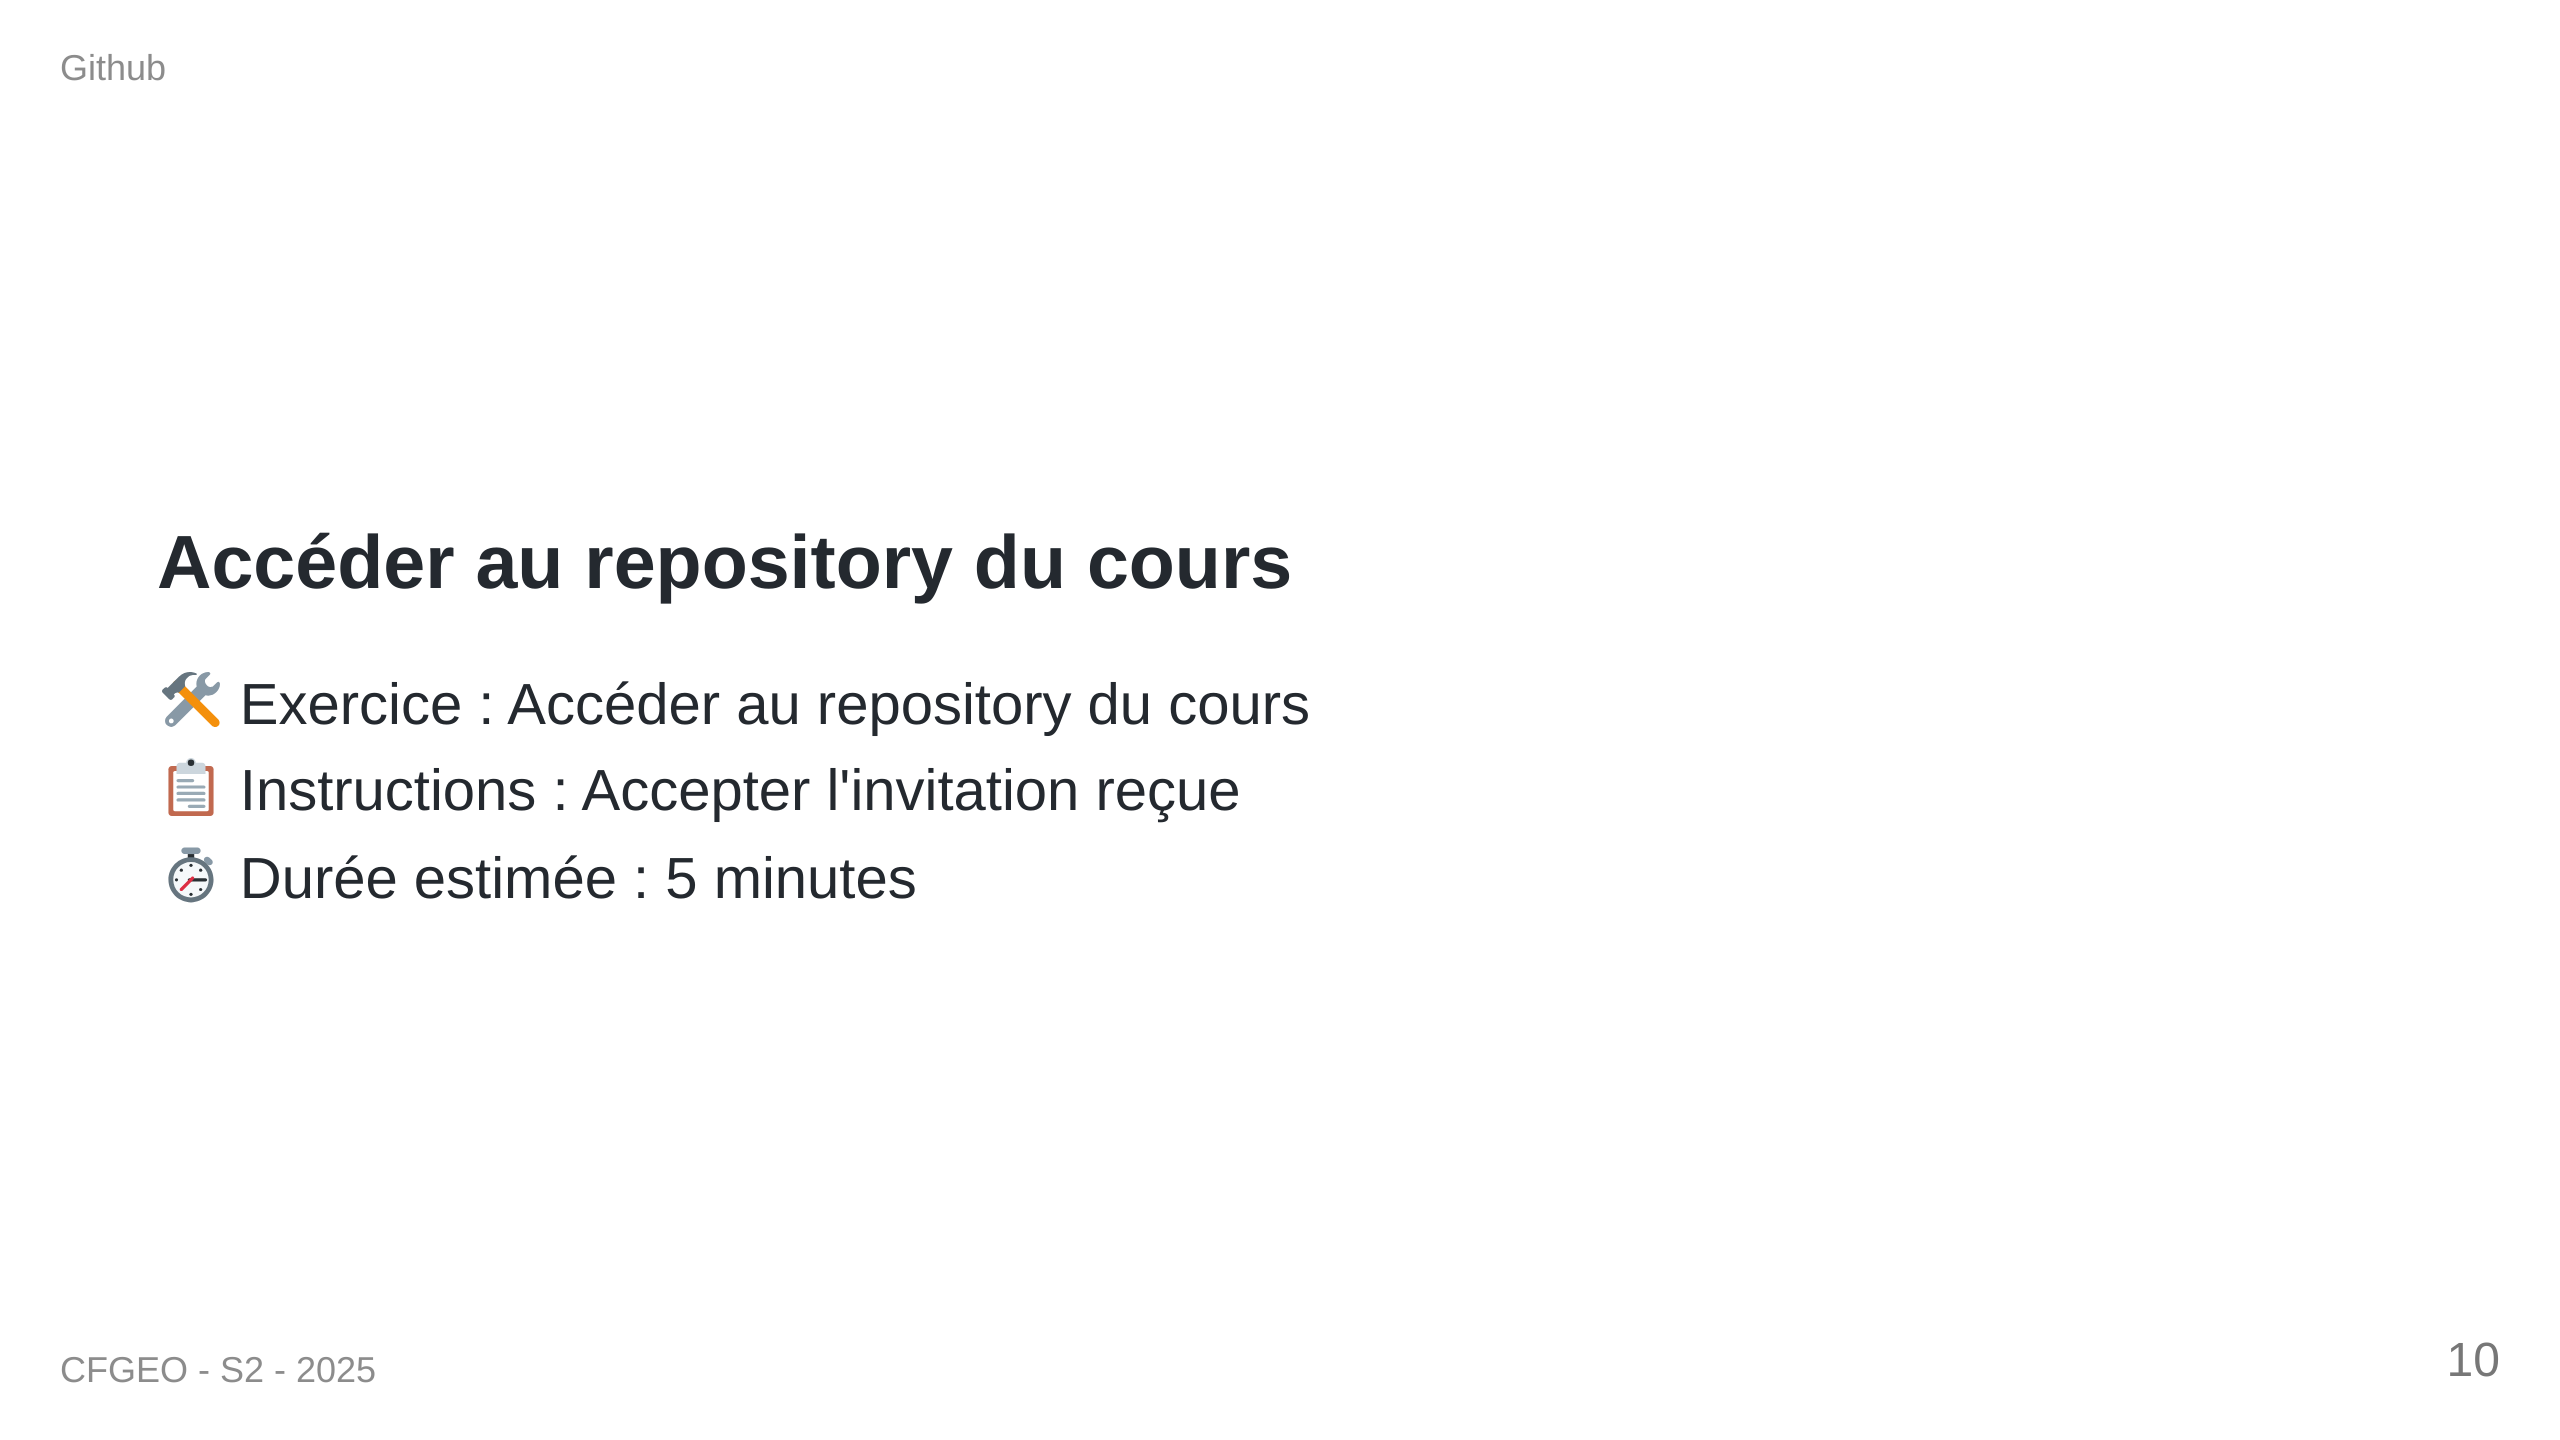 Github
Accéder au repository du cours
🛠️ Exercice : Accéder au repository du cours
📋 Instructions : Accepter l'invitation reçue
⏱️ Durée estimée : 5 minutes
CFGEO - S2 - 2025
10